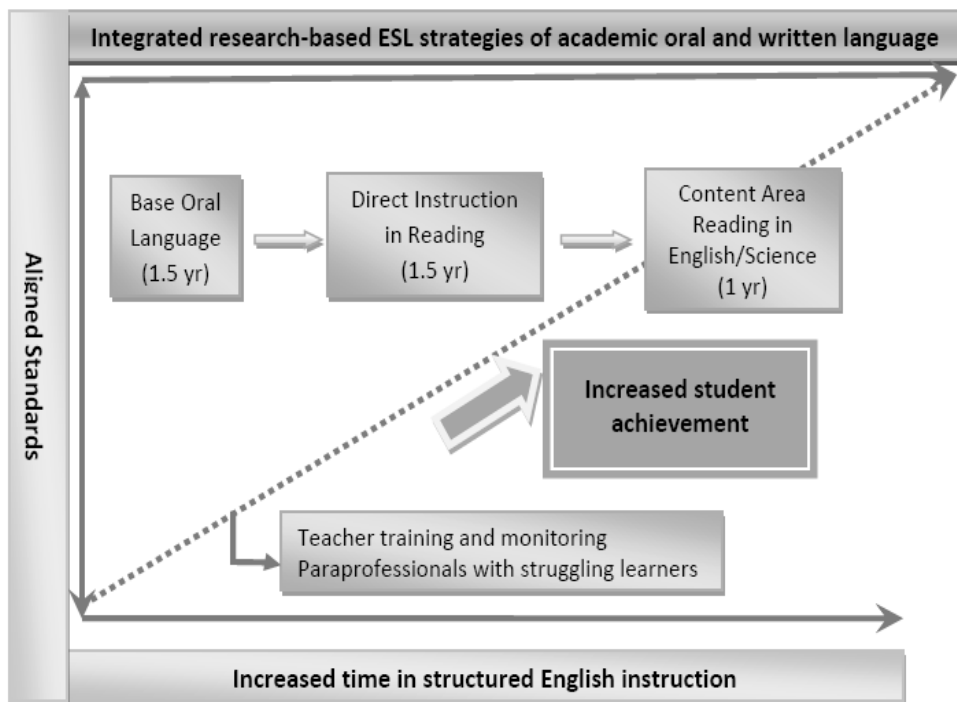 Integrated research-based ESL strategies of academic oral and written language
Aligned Standards
Base Oral
Language
(1.5 yr)
Direct Instruction
in Reading
(1.5 yr)
Content Area
Reading in
English/Science
(1 yr)
Increased student
achievement
Teacher training and monitoring
Paraprofessionals with struggling learners
Increased time in structured English instruction